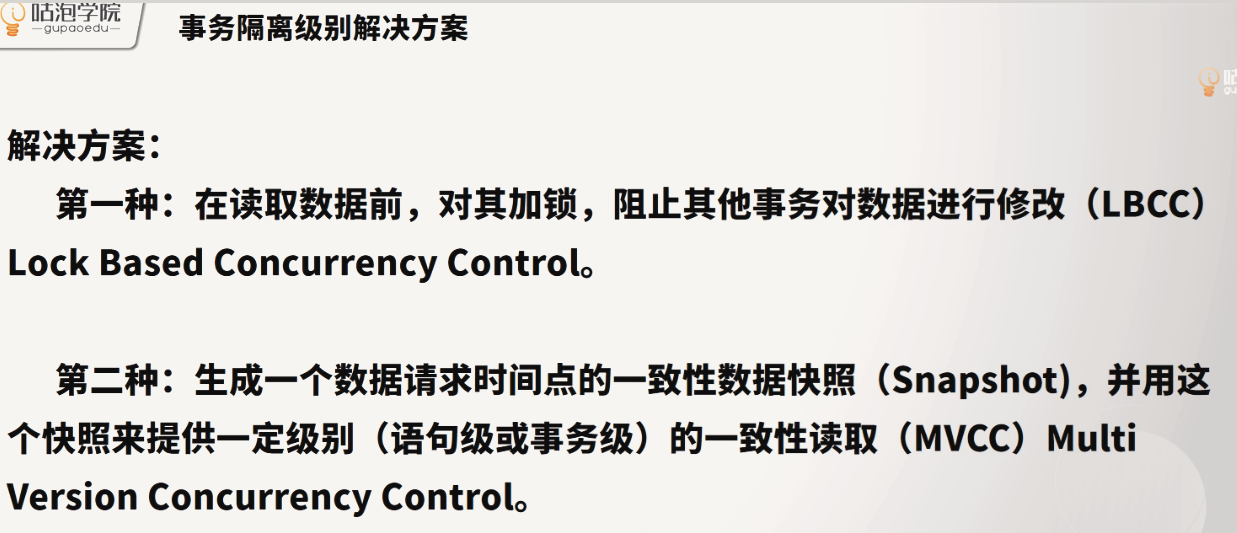 咕泡学院
—gupaoedu—
事务隔离级别解决方案
解决方案：
第一种：在读取数据前，对其加锁，阻止其他事务对数据进行修改（LBCC）
Lock Based Concurrency Control。
第二种：生成一个数据请求时间点的一致性数据快照（Snapshot)，并用这
个快照来提供一定级别（语句级或事务级）的一致性读取（MVCC）Multi
Version Concurrency Control。